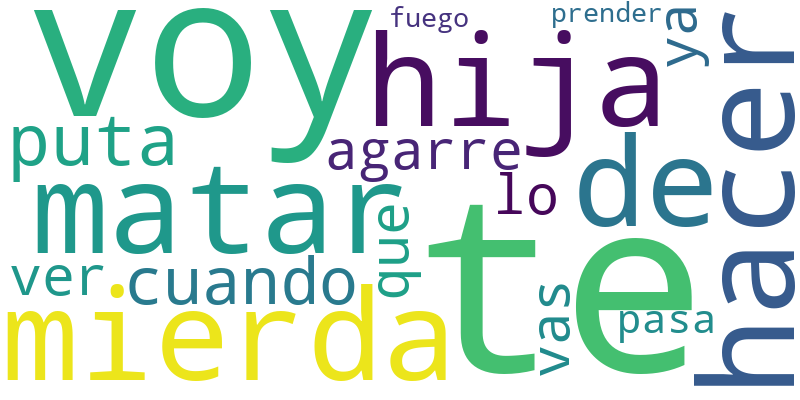 voy
fuego
prender
ya
hija
hacer
puta
agarre
de
matar
lo
te
que
ver
cuando
mierda
vas
pasa